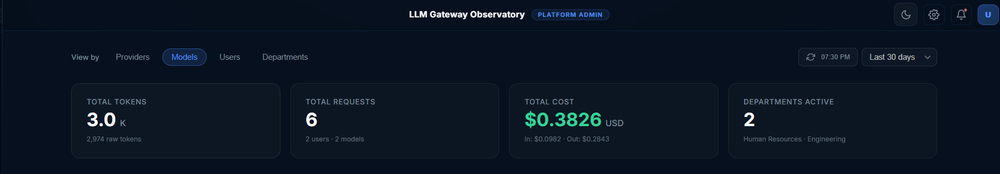 LLM Gateway Observatory PLATFORM ADMIN U
View by Providers Models Users Departments 07:30 PM Last 30 days
TOTAL TOKENS
3.0 K
2,974 raw tokens
TOTAL REQUESTS
6
2 users · 2 models
TOTAL COST
$0.3826 USD
In: $0.0982 · Out: $0.2843
DEPARTMENTS ACTIVE
2
Human Resources · Engineering